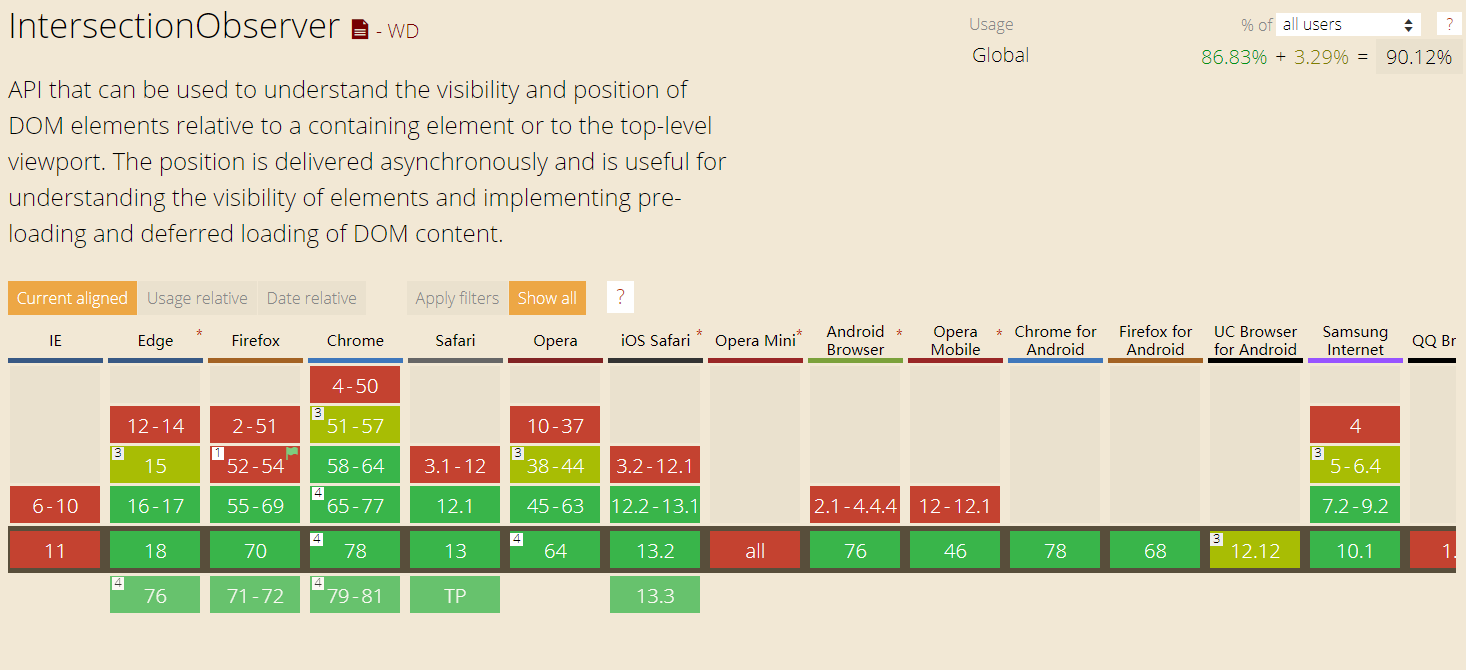 IntersectionObserver - WD
Usage % of all users ?
Global 86.83% + 3.29% = 90.12%
API that can be used to understand the visibility and position of
DOM elements relative to a containing element or to the top-level
viewport. The position is delivered asynchronously and is useful for
understanding the visibility of elements and implementing pre-
loading and deferred loading of DOM content.
Current aligned Usage relative Date relative Apply filters Show all ?
IE Edge * Firefox Chrome Safari Opera iOS Safari * Opera Mini * Android Browser * Opera Mobile * Chrome for Android Firefox for Android UC Browser for Android Samsung Internet QQ Br
4-50
12-14 2-51 3 51-57 10-37 4
3 15 1 52-54 58-64 3.1-12 3 38-44 3.2-12.1 3 5-6.4
6-10 16-17 55-69 4 65-77 12.1 45-63 12.2-13.1 2.1-4.4.4 12-12.1 7.2-9.2
11 18 70 4 78 13 4 64 13.2 all 76 46 78 68 3 12.12 10.1 1.
4 76 71-72 4 79-81 TP 13.3